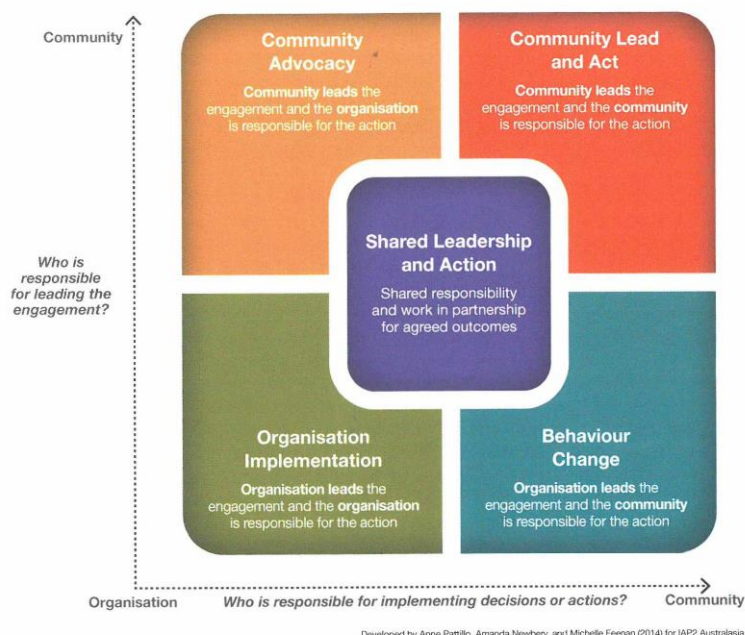 Community
Community
Advocacy
Community leads the
engagement and the organisation
is responsible for the action
Community Lead
and Act
Community leads the
engagement and the community
is responsible for the action
Who is
responsible
for leading the
engagement?
Shared Leadership
and Action
Shared responsibility
and work in partnership
for agreed outcomes
Organisation
Implementation
Organisation leads the
engagement and the organisation
is responsible for the action
Behaviour
Change
Organisation leads the
engagement and the community
is responsible for the action
Organisation
Who is responsible for implementing decisions or actions?
Community
Developed by Anne Pattillo, Amanda Newbery, and Michelle Feenan (2014) for IAP2 Australasia